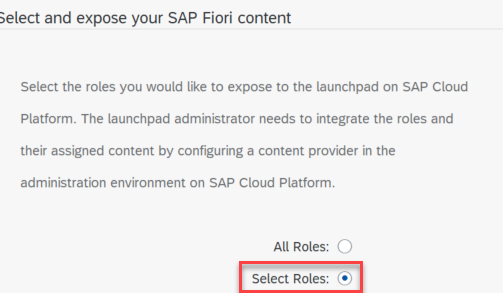 Select and expose your SAP Fiori content
Select the roles you would like to expose to the launchpad on SAP Cloud
Platform. The launchpad administrator needs to integrate the roles and
their assigned content by configuring a content provider in the
administration environment on SAP Cloud Platform.
All Roles:
Select Roles: